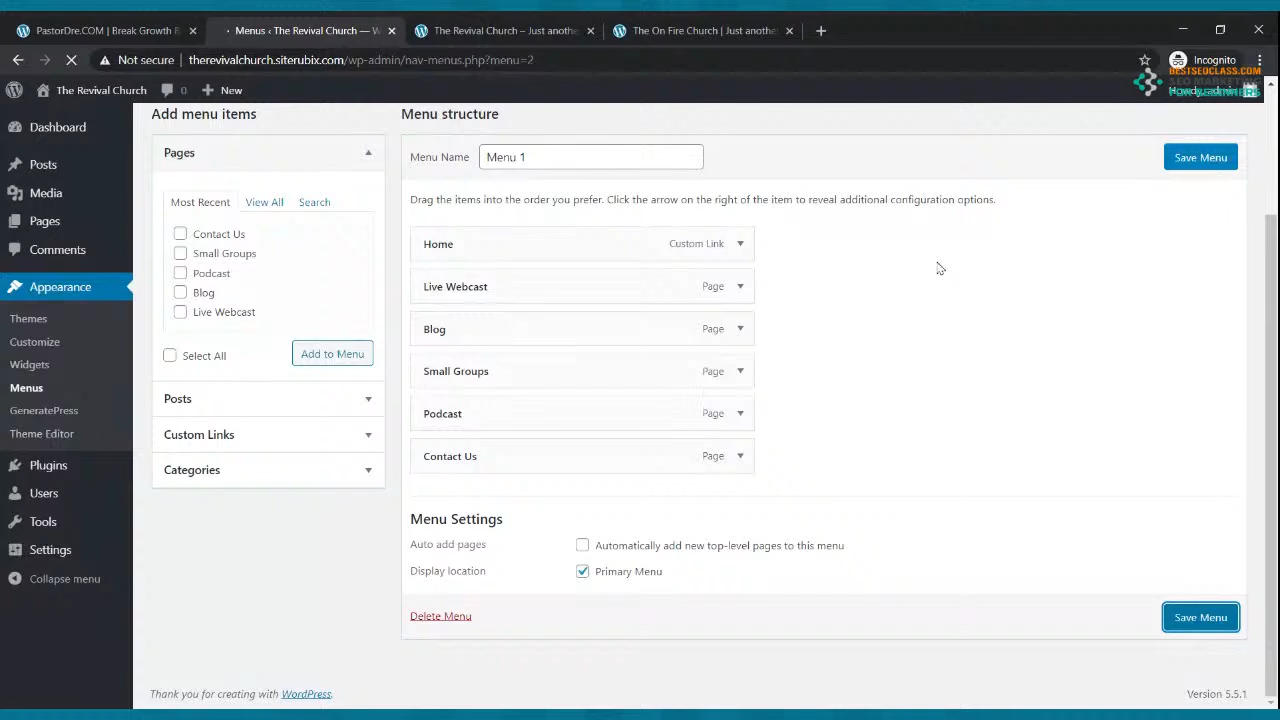 PastorDre.COM | Break Growth B
Menus ‹ The Revival Church — W
The Revival Church – Just anothe
The On Fire Church | Just anothe
Not secure | therevivalchurch.siterubix.com/wp-admin/nav-menus.php?menu=2
Incognito
BESTSEOCLASS.COM
SEO MARKETING
FOR BEGINNERS
The Revival Church
0
New
Howdy, admin
Dashboard
Posts
Media
Pages
Comments
Appearance
Themes
Customize
Widgets
Menus
GeneratePress
Theme Editor
Plugins
Users
Tools
Settings
Collapse menu
Add menu items
Pages
Most Recent
View All
Search
Contact Us
Small Groups
Podcast
Blog
Live Webcast
Select All
Add to Menu
Posts
Custom Links
Categories
Menu structure
Menu Name
Menu 1
Save Menu
Drag the items into the order you prefer. Click the arrow on the right of the item to reveal additional configuration options.
Home Custom Link
Live Webcast Page
Blog Page
Small Groups Page
Podcast Page
Contact Us Page
Menu Settings
Auto add pages
Automatically add new top-level pages to this menu
Display location
Primary Menu
Delete Menu
Save Menu
Thank you for creating with WordPress.
Version 5.5.1